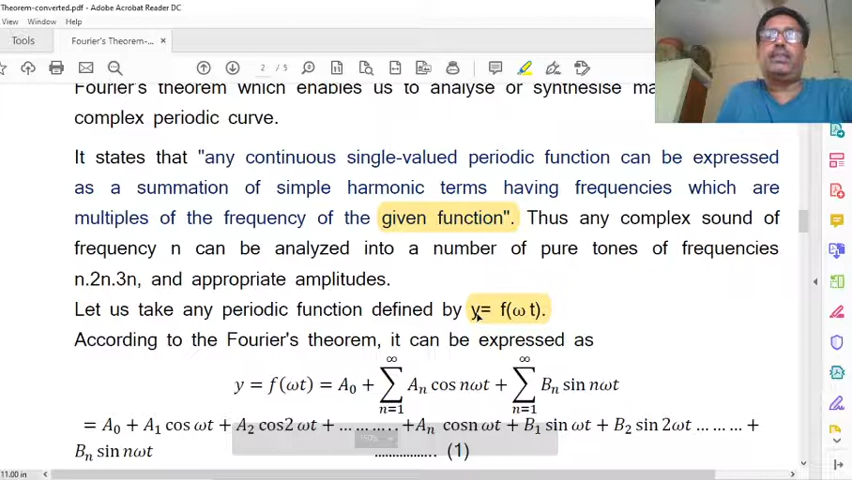 Theorem-converted.pdf - Adobe Acrobat Reader DC
View Window Help
Tools Fourier's Theorem-... ×
2 / 5
Fourier's theorem which enables us to analyse or synthesise
complex periodic curve.
It states that "any continuous single-valued periodic function can be expressed
as a summation of simple harmonic terms having frequencies which are
multiples of the frequency of the given function". Thus any complex sound of
frequency n can be analyzed into a number of pure tones of frequencies
n.2n.3n, and appropriate amplitudes.
Let us take any periodic function defined by y= f(ω t).
According to the Fourier's theorem, it can be expressed as
y = f(ωt) = A₀ + ∑_{n=1}^{∞} Aₙ cos nωt + ∑_{n=1}^{∞} Bₙ sin nωt
= A₀ + A₁ cos ωt + A₂ cos2 ωt + ... ... ... .. +Aₙ cosn ωt + B₁ sin ωt + B₂ sin 2ωt ... ... ... +
Bₙ sin nωt ................... (1)
150%
11.00 in